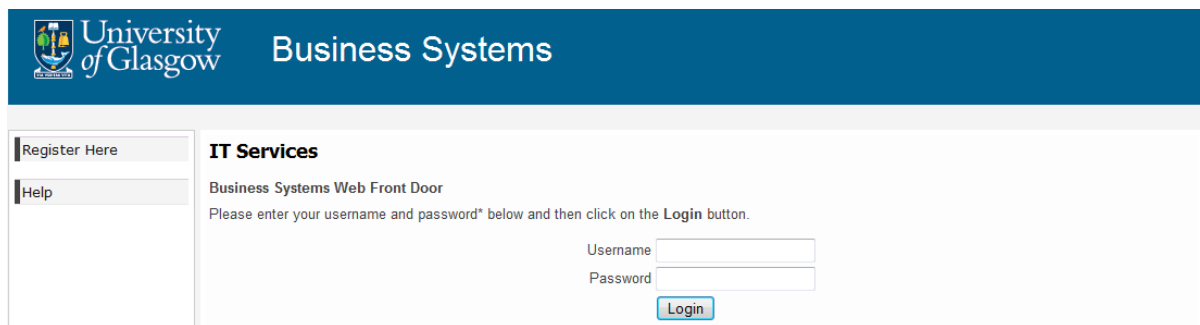 University
of Glasgow
Business Systems
Register Here
Help
IT Services
Business Systems Web Front Door
Please enter your username and password* below and then click on the Login button.
Username
Password
Login